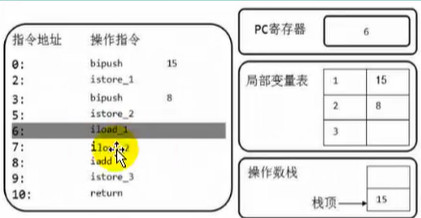 指令地址 操作指令
0: bipush 15
2: istore_1
3: bipush 8
5: istore_2
6: iload_1
7: iload_2
8: iadd
9: istore_3
10: return
PC寄存器 6
局部变量表
1 15
2 8
3
操作数栈
栈顶 15